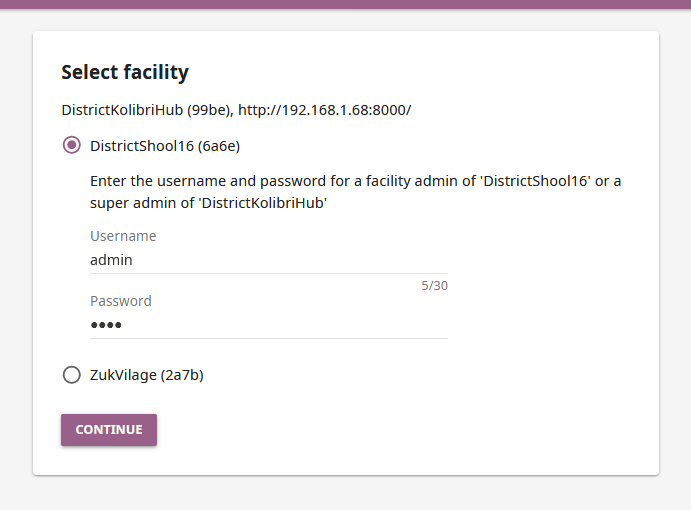 Select facility
DistrictKolibriHub (99be), http://192.168.1.68:8000/
DistrictShool16 (6a6e)
Enter the username and password for a facility admin of 'DistrictShool16' or a
super admin of 'DistrictKolibriHub'
Username
admin
5/30
Password
••••
ZukVilage (2a7b)
CONTINUE